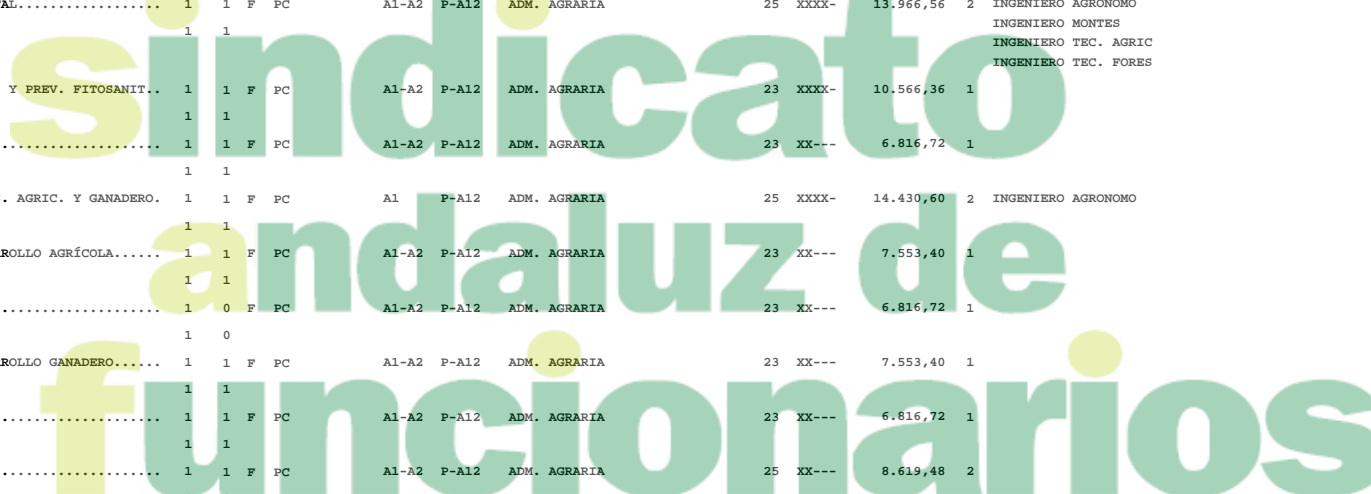 AL.................. 1 1 F PC A1-A2 P-A12 ADM. AGRARIA 25 XXXX- 13.966,56 2 INGENIERO AGRONOMO
1 1 INGENIERO MONTES
INGENIERO TEC. AGRIC
INGENIERO TEC. FORES
Y PREV. FITOSANIT.. 1 1 F PC A1-A2 P-A12 ADM. AGRARIA 23 XXXX- 10.566,36 1
1 1
.................... 1 1 F PC A1-A2 P-A12 ADM. AGRARIA 23 XX--- 6.816,72 1
1 1
. AGRIC. Y GANADERO. 1 1 F PC A1 P-A12 ADM. AGRARIA 25 XXXX- 14.430,60 2 INGENIERO AGRONOMO
1 1
ROLLO AGRÍCOLA...... 1 1 F PC A1-A2 P-A12 ADM. AGRARIA 23 XX--- 7.553,40 1
1 1
.................... 1 0 F PC A1-A2 P-A12 ADM. AGRARIA 23 XX--- 6.816,72 1
1 0
ROLLO GANADERO...... 1 1 F PC A1-A2 P-A12 ADM. AGRARIA 23 XX--- 7.553,40 1
1 1
.................... 1 1 F PC A1-A2 P-A12 ADM. AGRARIA 23 XX--- 6.816,72 1
1 1
.................... 1 1 F PC A1-A2 P-A12 ADM. AGRARIA 25 XX--- 8.619,48 2
sindicato
andaluz de
funcionarios